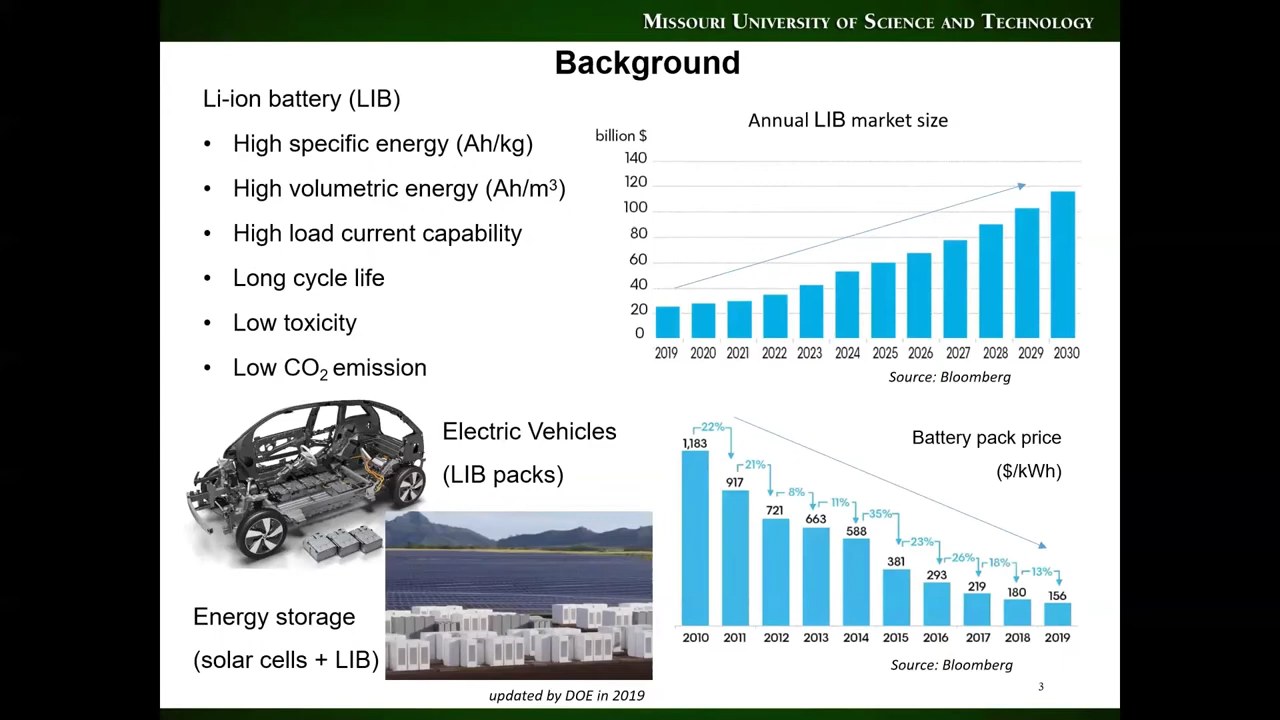 MISSOURI UNIVERSITY OF SCIENCE AND TECHNOLOGY
Background
Li-ion battery (LIB)
• High specific energy (Ah/kg)
• High volumetric energy (Ah/m³)
• High load current capability
• Long cycle life
• Low toxicity
• Low CO₂ emission
Annual LIB market size
billion $
140
120
100
80
60
40
20
0
2019 2020 2021 2022 2023 2024 2025 2026 2027 2028 2029 2030
Source: Bloomberg
Electric Vehicles
(LIB packs)
Energy storage
(solar cells + LIB)
updated by DOE in 2019
Battery pack price
($/kWh)
22%
21%
8%
11%
35%
23%
26%
18%
13%
1,183
917
721
663
588
381
293
219
180
156
2010 2011 2012 2013 2014 2015 2016 2017 2018 2019
Source: Bloomberg
3